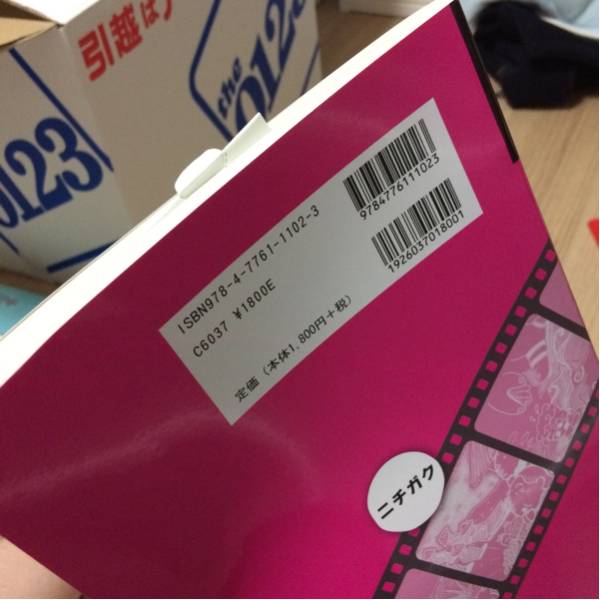 引越は
the 0123
0123
9784776111023
1926037018001
ISBN978-4-7761-1102-3
C6037 ¥1800E
定価(本体1,800円+税)
ニチガク